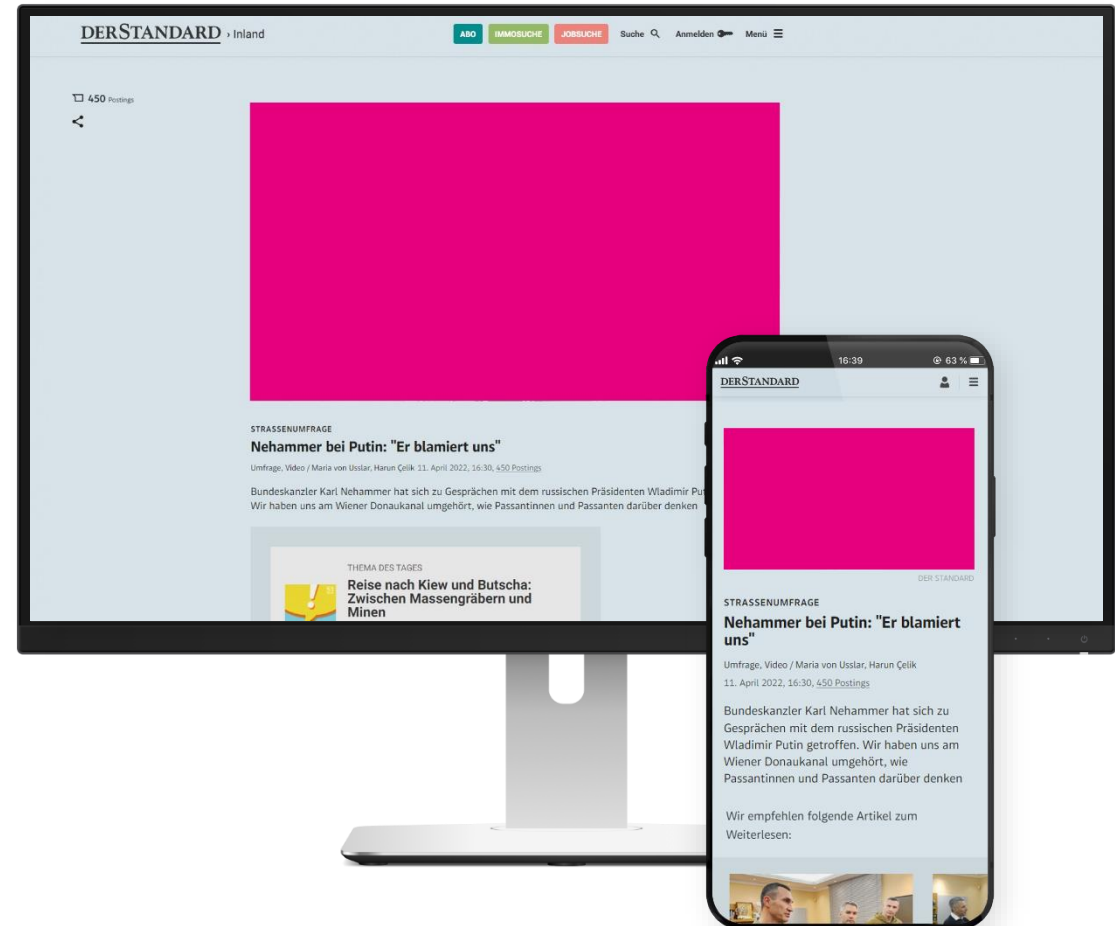 DERSTANDARD › Inland
ABO IMMOSUCHE JOBSUCHE Suche Anmelden Menü
450 Postings
STRASSENUMFRAGE
Nehammer bei Putin: "Er blamiert uns"
Umfrage, Video / Maria von Usslar, Harun Çelik 11. April 2022, 16:30, 450 Postings
Bundeskanzler Karl Nehammer hat sich zu Gesprächen mit dem russischen Präsidenten Wladimir
Wir haben uns am Wiener Donaukanal umgehört, wie Passantinnen und Passanten darüber denken
THEMA DES TAGES
Reise nach Kiew und Butscha:
Zwischen Massengräbern und
Minen
16:39 63 %
DERSTANDARD
DER STANDARD
STRASSENUMFRAGE
Nehammer bei Putin: "Er blamiert
uns"
Umfrage, Video / Maria von Usslar, Harun Çelik
11. April 2022, 16:30, 450 Postings
Bundeskanzler Karl Nehammer hat sich zu
Gesprächen mit dem russischen Präsidenten
Wladimir Putin getroffen. Wir haben uns am
Wiener Donaukanal umgehört, wie
Passantinnen und Passanten darüber denken
Wir empfehlen folgende Artikel zum
Weiterlesen: